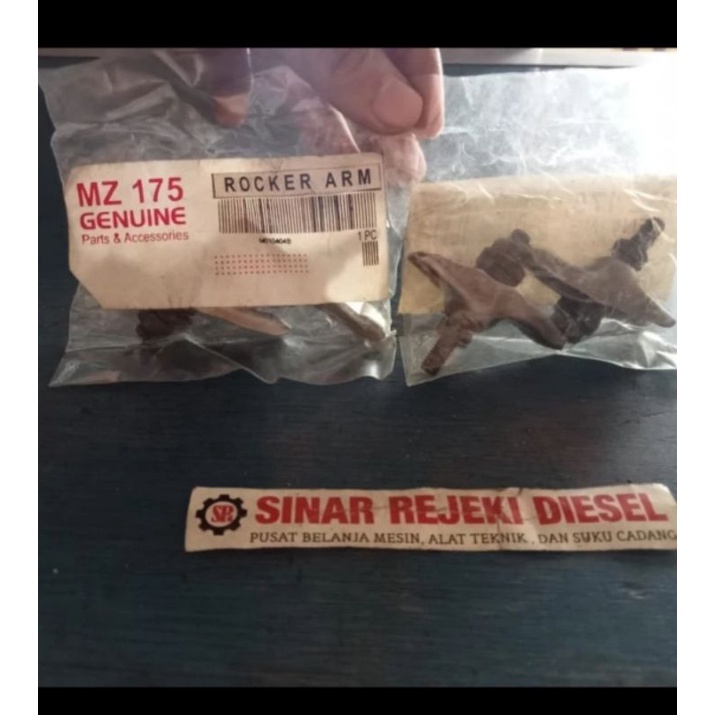 MZ 175
GENUINE
Parts & Accessories
ROCKER ARM
1 PC
SINAR REJEKI DIESEL
PUSAT BELANJA MESIN, ALAT TEKNIK, DAN SUKU CADANG